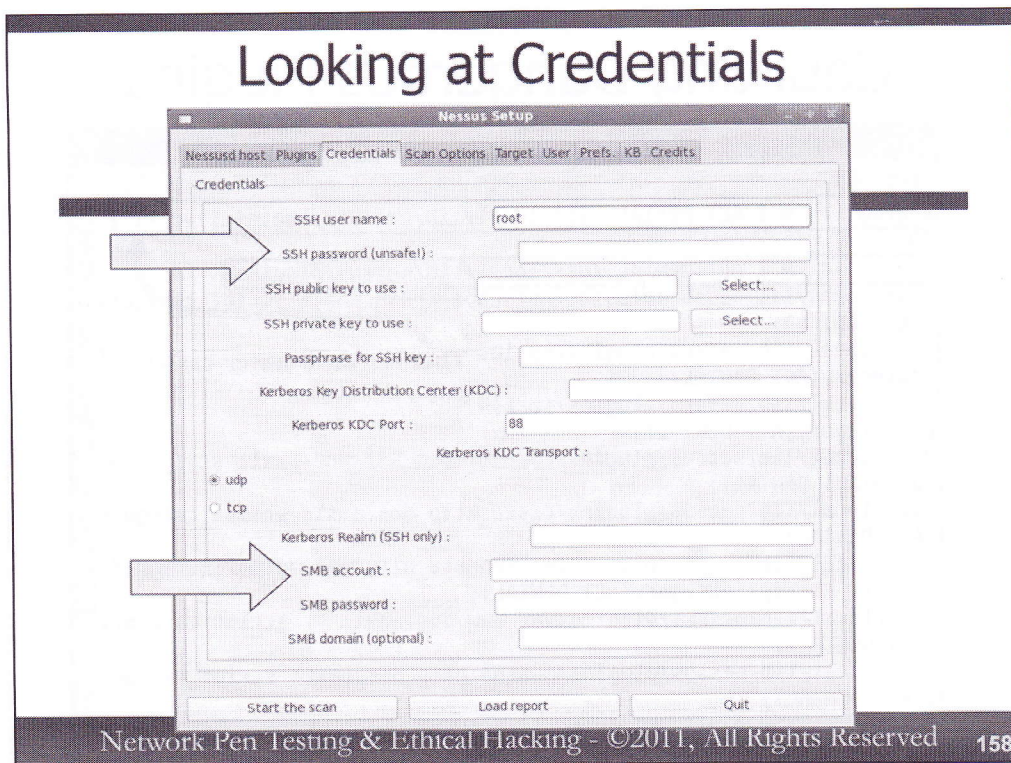 Looking at Credentials
Nessus Setup
Nessusd host Plugins Credentials Scan Options Target User Prefs. KB Credits
Credentials
SSH user name : root
SSH password (unsafe!) :
SSH public key to use : Select...
SSH private key to use : Select...
Passphrase for SSH key :
Kerberos Key Distribution Center (KDC) :
Kerberos KDC Port : 88
Kerberos KDC Transport :
udp
tcp
Kerberos Realm (SSH only) :
SMB account :
SMB password :
SMB domain (optional) :
Start the scan Load report Quit
Network Pen Testing & Ethical Hacking - ©2011, All Rights Reserved 158